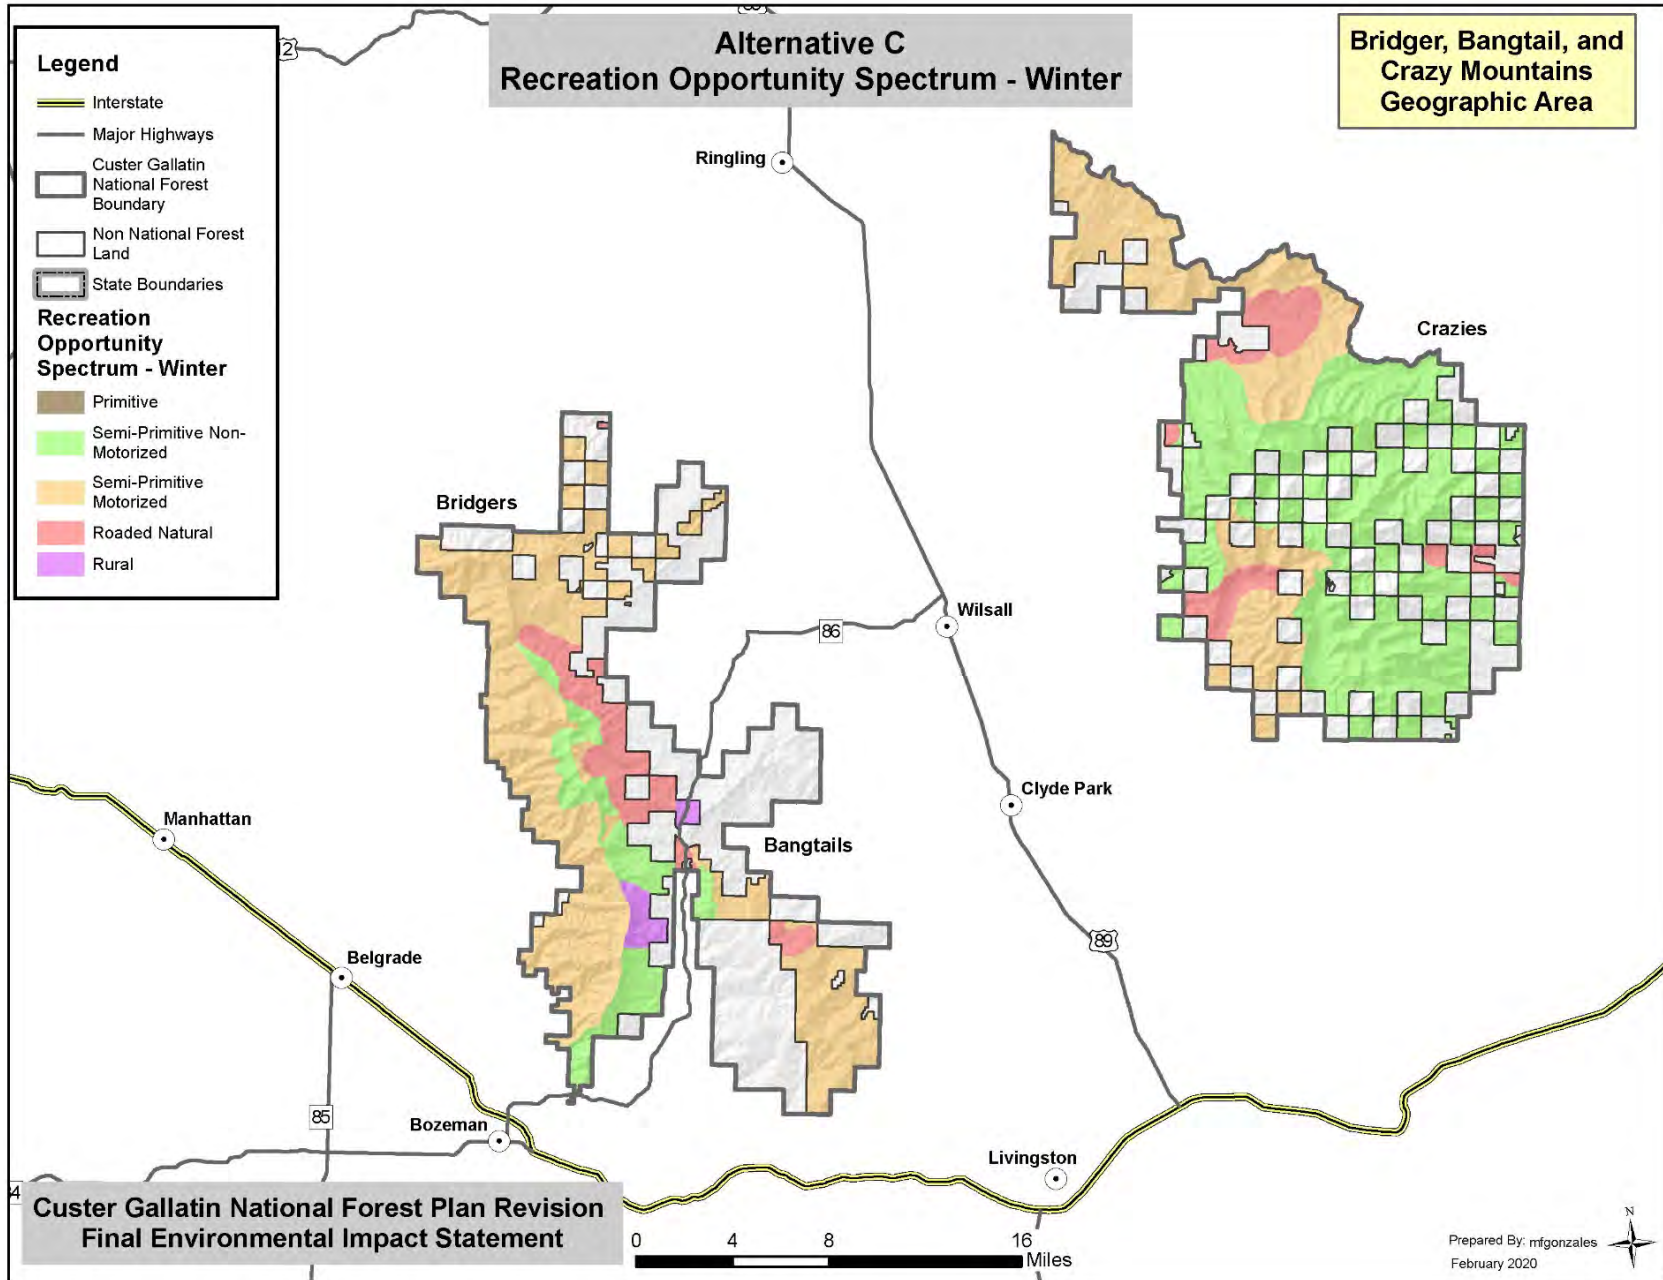 Alternative C
Recreation Opportunity Spectrum - Winter
Bridger, Bangtail, and
Crazy Mountains
Geographic Area
Legend
Interstate
Major Highways
Custer Gallatin
National Forest
Boundary
Non National Forest
Land
State Boundaries
Recreation
Opportunity
Spectrum - Winter
Primitive
Semi-Primitive Non-
Motorized
Semi-Primitive
Motorized
Roaded Natural
Rural
Ringling
Crazies
Bridgers
86
Wilsall
Clyde Park
Manhattan
Bangtails
89
Belgrade
85
Bozeman
Livingston
Custer Gallatin National Forest Plan Revision
Final Environmental Impact Statement
0 4 8 16
Miles
N
Prepared By: mfgonzales
February 2020